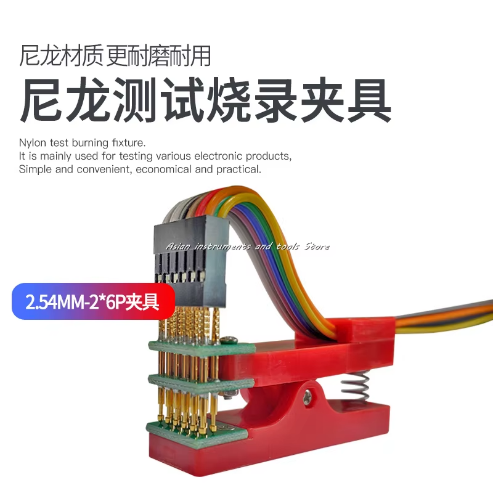 尼龙材质 更耐磨耐用
尼龙测试烧录夹具
Nylon test burning fixture.
It is mainly used for testing various electronic products,
Simple and convenient, economical and practical.
Asian instruments and tools Store
2.54MM-2*6P夹具